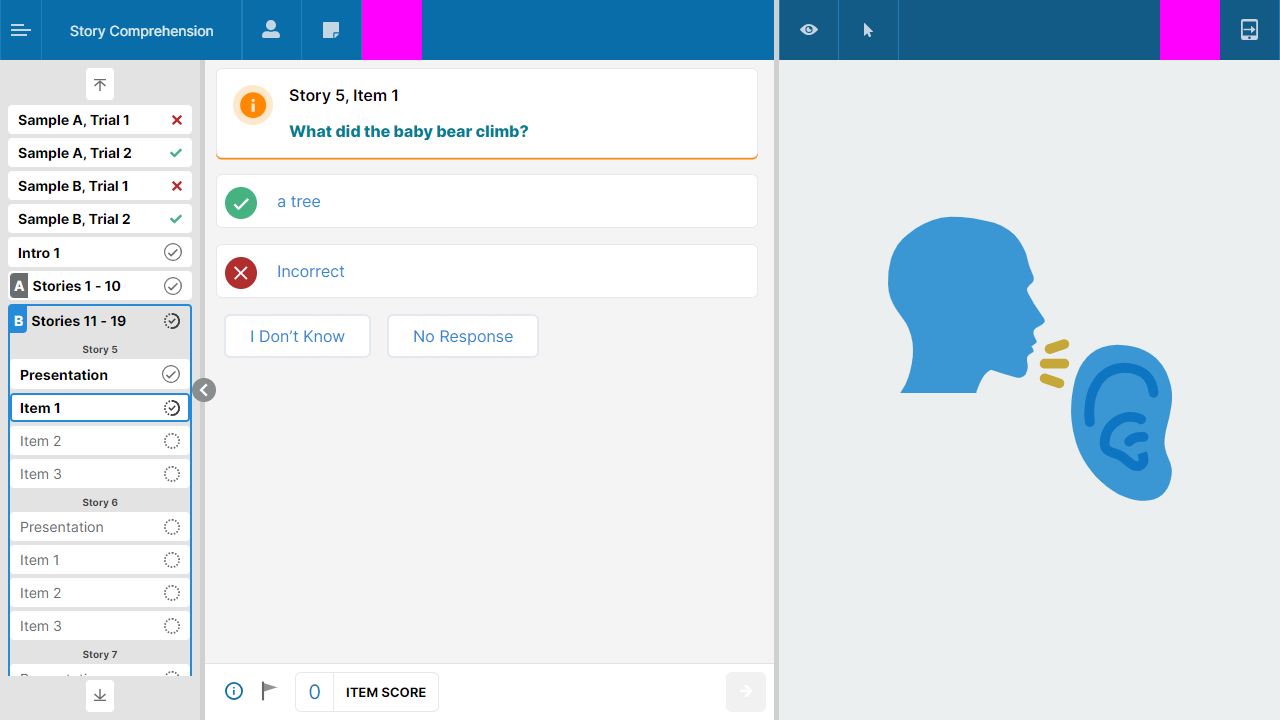 Story Comprehension
Sample A, Trial 1
Sample A, Trial 2
Sample B, Trial 1
Sample B, Trial 2
Intro 1
A Stories 1 - 10
B Stories 11 - 19
Story 5
Presentation
Item 1
Item 2
Item 3
Story 6
Presentation
Item 1
Item 2
Item 3
Story 7
Story 5, Item 1
What did the baby bear climb?
a tree
Incorrect
I Don’t Know
No Response
0 ITEM SCORE